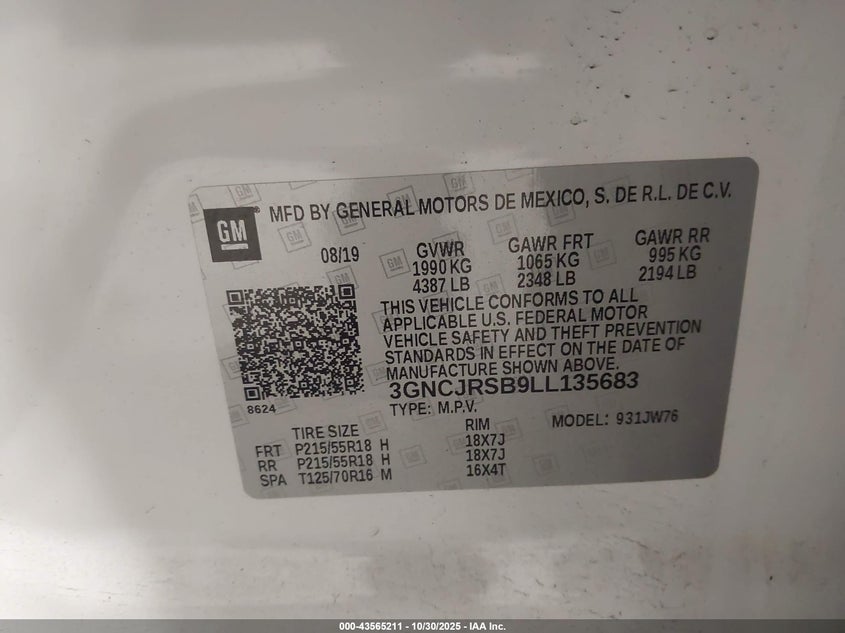 GM
MFD BY GENERAL MOTORS DE MEXICO, S. DE R.L. DE C.V.
08/19 GVWR GAWR FRT GAWR RR
1990 KG 1065 KG 995 KG
4387 LB 2348 LB 2194 LB
THIS VEHICLE CONFORMS TO ALL
APPLICABLE U.S. FEDERAL MOTOR
VEHICLE SAFETY AND THEFT PREVENTION
STANDARDS IN EFFECT ON THE DATE OF
MANUFACTURE SHOWN ABOVE.
3GNCJRSB9LL135683
8624
TYPE: M.P.V. MODEL: 931JW76
TIRE SIZE RIM
FRT P215/55R18 H 18X7J
RR P215/55R18 H 18X7J
SPA T125/70R16 M 16X4T
000-43565211 - 10/30/2025 - IAA Inc.